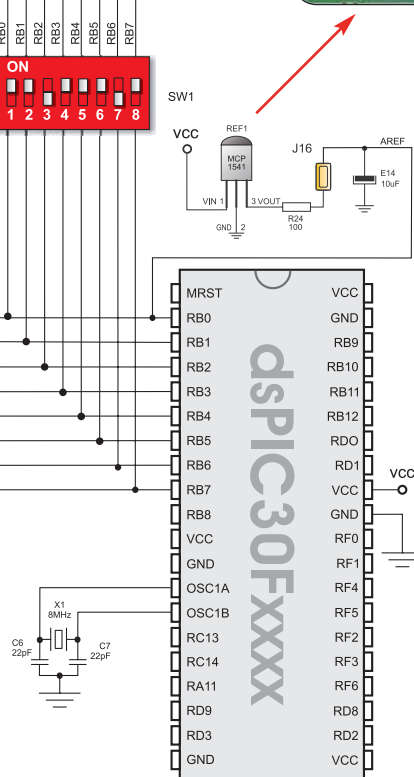 RB0
RB1
RB2
RB3
RB4
RB5
RB6
RB7
ON
1 2 3 4 5 6 7 8
SW1
VCC
REF1
MCP
1541
VIN 1
3 VOUT
GND 2
R24
100
J16
AREF
E14
10uF
MRST
RB0
RB1
RB2
RB3
RB4
RB5
RB6
RB7
RB8
VCC
GND
OSC1A
OSC1B
RC13
RC14
RA11
RD9
RD3
GND
dsPIC30Fxxxx
VCC
GND
RB9
RB10
RB11
RB12
RDO
RD1
VCC
GND
RF0
RF1
RF4
RF5
RF2
RF3
RF6
RD8
RD2
VCC
VCC
X1
8MHz
C6
22pF
C7
22pF